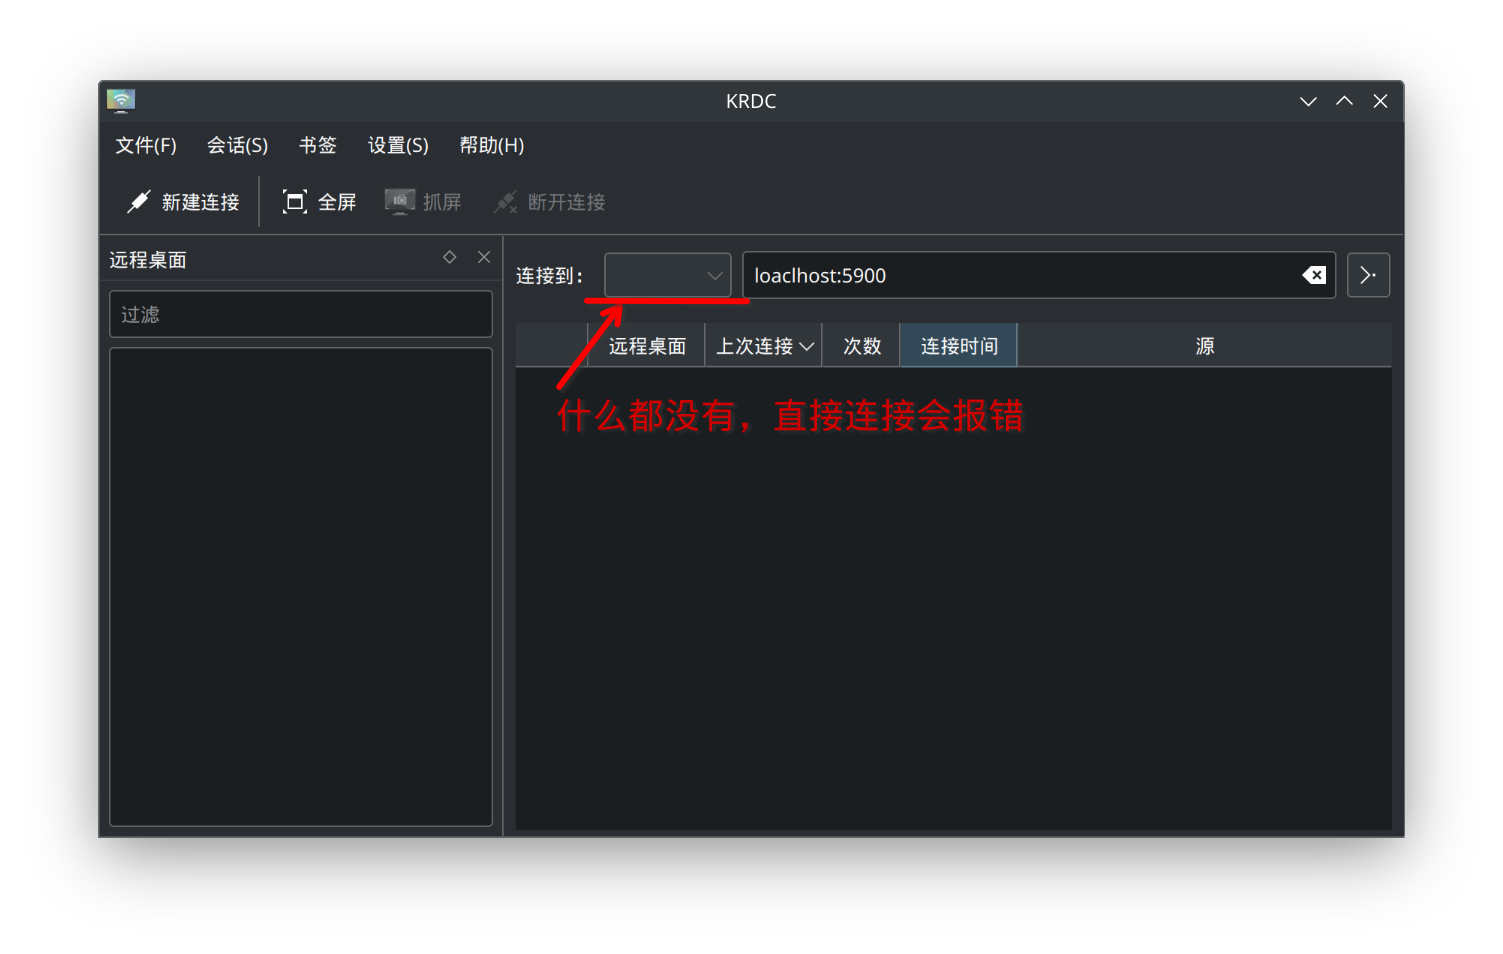 KRDC
文件(F) 会话(S) 书签 设置(S) 帮助(H)
新建连接 全屏 抓屏 断开连接
远程桌面
过滤
连接到: loaclhost:5900
远程桌面 上次连接 次数 连接时间 源
什么都没有，直接连接会报错